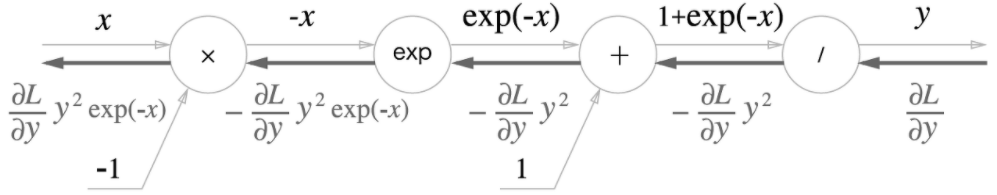 x -x exp(-x) 1+exp(-x) y
× exp + /
∂L/∂y y² exp(-x) - ∂L/∂y y² exp(-x) - ∂L/∂y y² - ∂L/∂y y² ∂L/∂y
-1 1